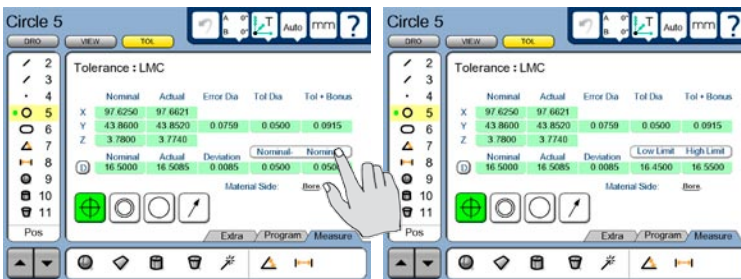 Circle 5
A 0°
B 0°
T
Auto
mm
?
DRO
VIEW
TOL
2
3
4
5
6
7
8
9
10
11
Pos
Tolerance : LMC
Nominal Actual Error Dia Tol Dia Tol + Bonus
X 97.6250 97.6621
Y 43.8600 43.8520 0.0759 0.0500 0.0915
Z 3.7800 3.7740
Nominal Actual Deviation Nominal-
D 16.5000 16.5085 0.0085 0.0500
Material Side: Bore
Extra Program Measure
Circle 5
A 0°
B 0°
T
Auto
mm
?
DRO
VIEW
TOL
2
3
4
5
6
7
8
9
10
11
Pos
Tolerance : LMC
Nominal Actual Error Dia Tol Dia Tol + Bonus
X 97.6250 97.6621
Y 43.8600 43.8520 0.0759 0.0500 0.0915
Z 3.7800 3.7740
Nominal Actual Deviation Low Limit High Limit
D 16.5000 16.5085 0.0085 16.4500 16.5500
Material Side: Bore
Extra Program Measure